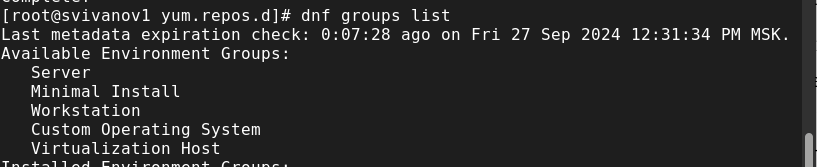 complete!
[root@svivanov1 yum.repos.d]# dnf groups list
Last metadata expiration check: 0:07:28 ago on Fri 27 Sep 2024 12:31:34 PM MSK.
Available Environment Groups:
   Server
   Minimal Install
   Workstation
   Custom Operating System
   Virtualization Host
Installed Environment Groups: